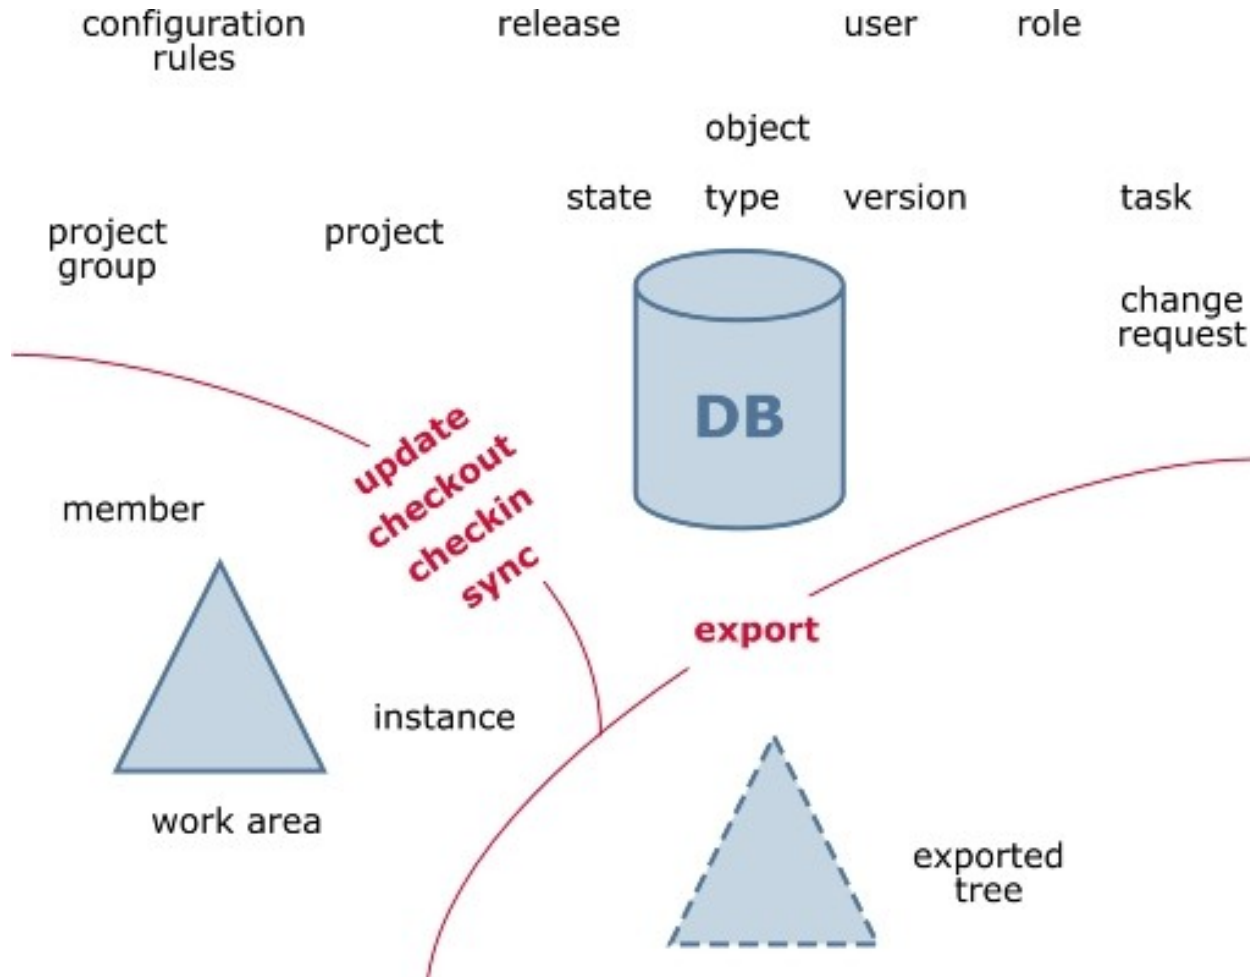 configuration
rules
release
user
role
object
state
type
version
task
project
group
project
change
request
DB
update
checkout
checkin
sync
member
export
instance
work area
exported
tree